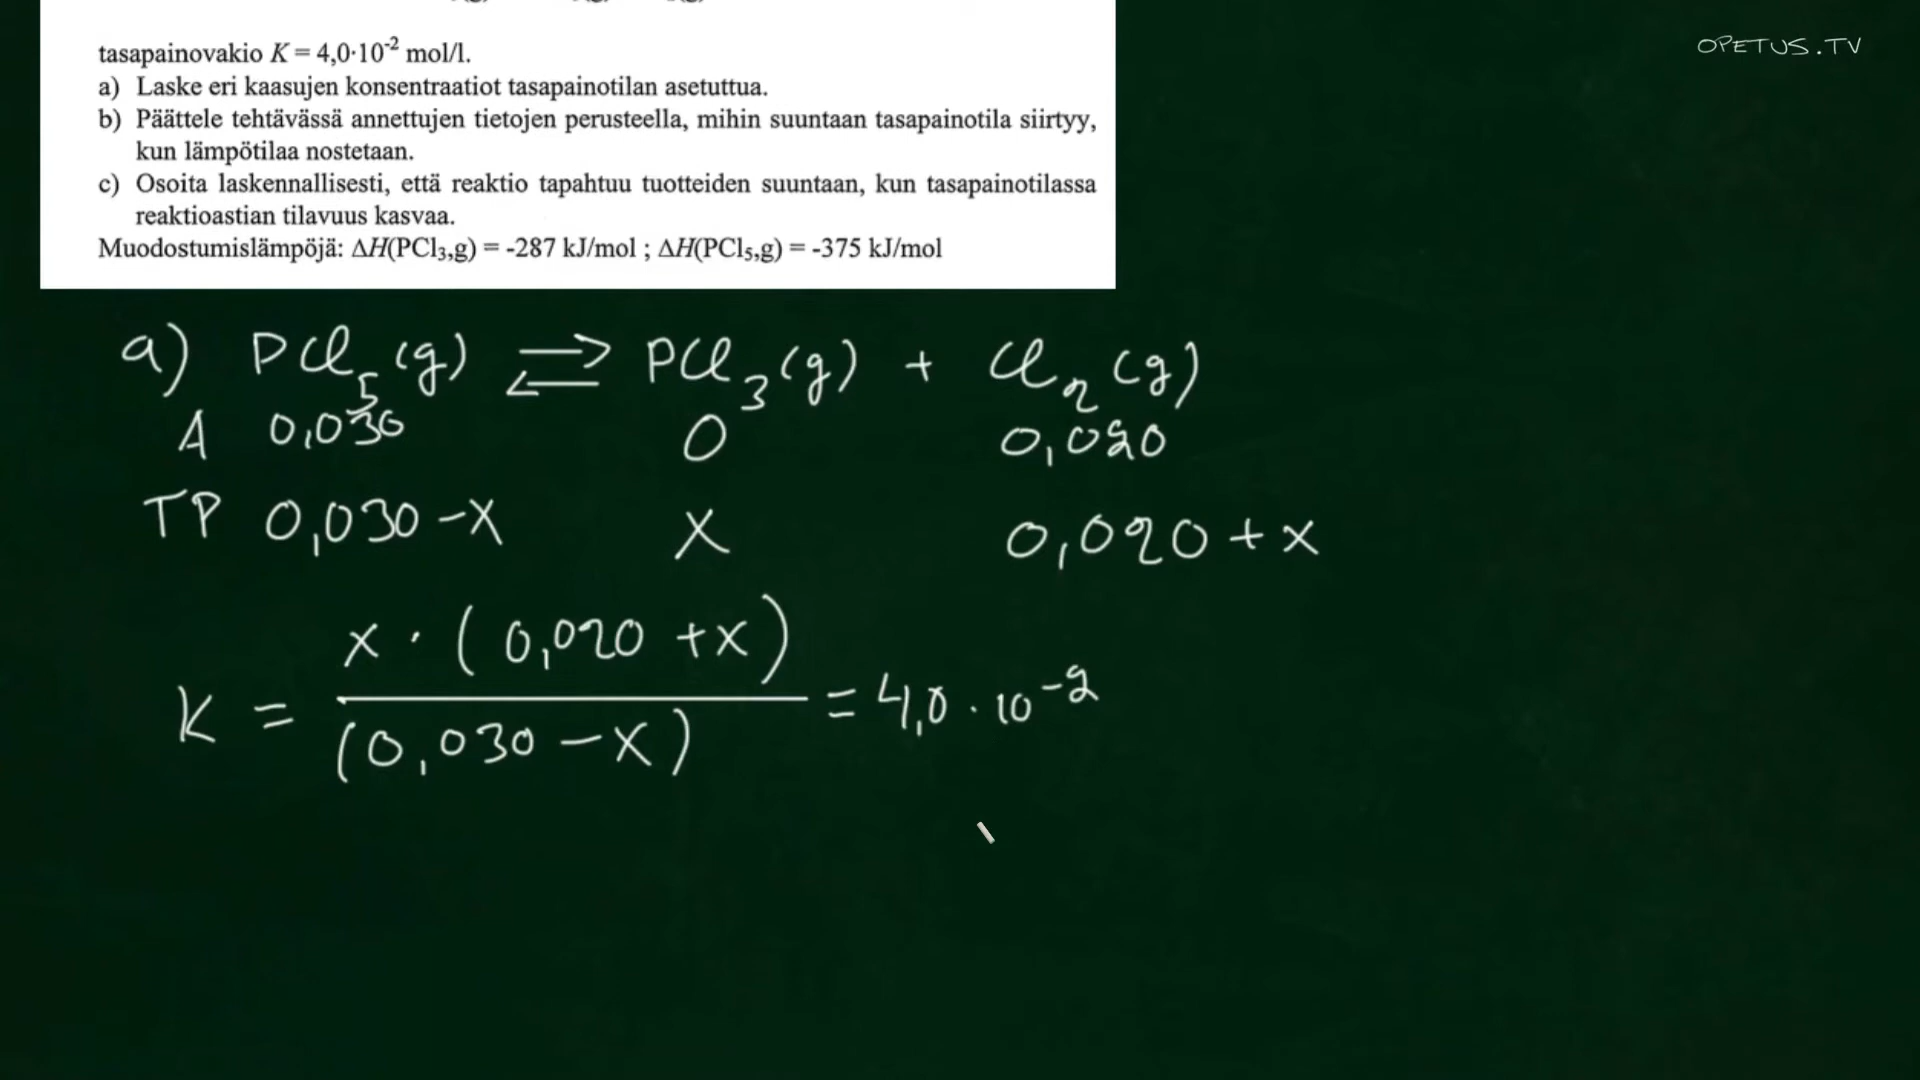 OPETUS.TV
tasapainovakio K = 4,0·10⁻² mol/l.
a) Laske eri kaasujen konsentraatiot tasapainotilan asetuttua.
b) Päättele tehtävässä annettujen tietojen perusteella, mihin suuntaan tasapainotila siirtyy,
kun lämpötilaa nostetaan.
c) Osoita laskennallisesti, että reaktio tapahtuu tuotteiden suuntaan, kun tasapainotilassa
reaktioastian tilavuus kasvaa.
Muodostumislämpöjä: ΔH(PCl₃,g) = -287 kJ/mol ; ΔH(PCl₅,g) = -375 kJ/mol
a) PCl₅(g) ⇄ PCl₃(g) + Cl₂(g)
A 0,030 0 0,020
TP 0,030-x x 0,020+x
K = x · (0,020 +x) / (0,030-x) = 4,0 · 10⁻²